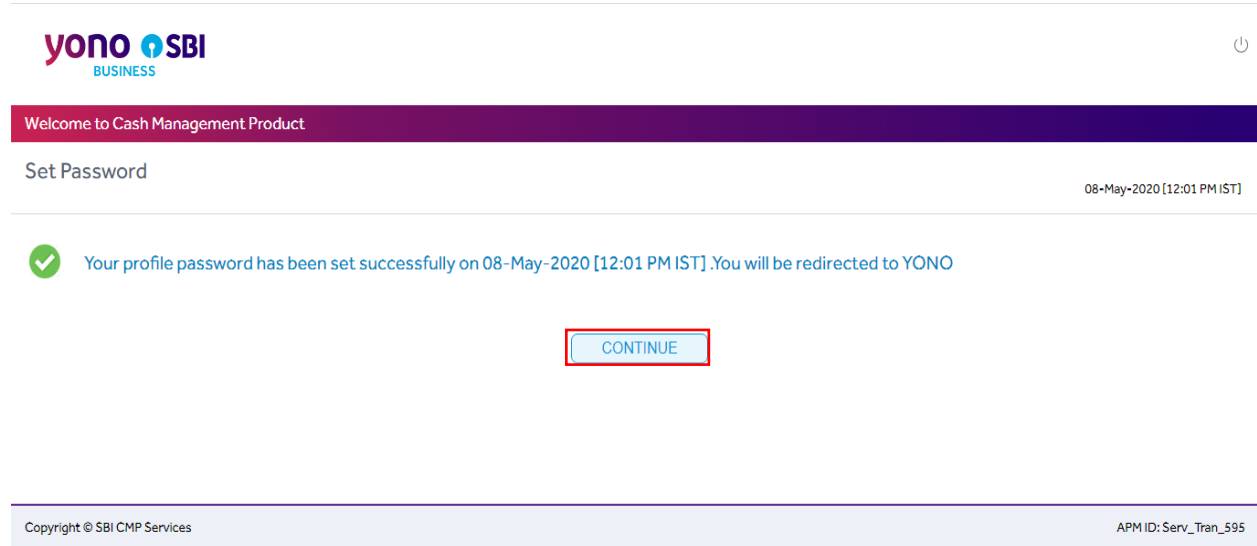 yono SBI
BUSINESS
Welcome to Cash Management Product
Set Password
08-May-2020 [12:01 PM IST]
Your profile password has been set successfully on 08-May-2020 [12:01 PM IST] .You will be redirected to YONO
CONTINUE
Copyright © SBI CMP Services
APM ID: Serv_Tran_595